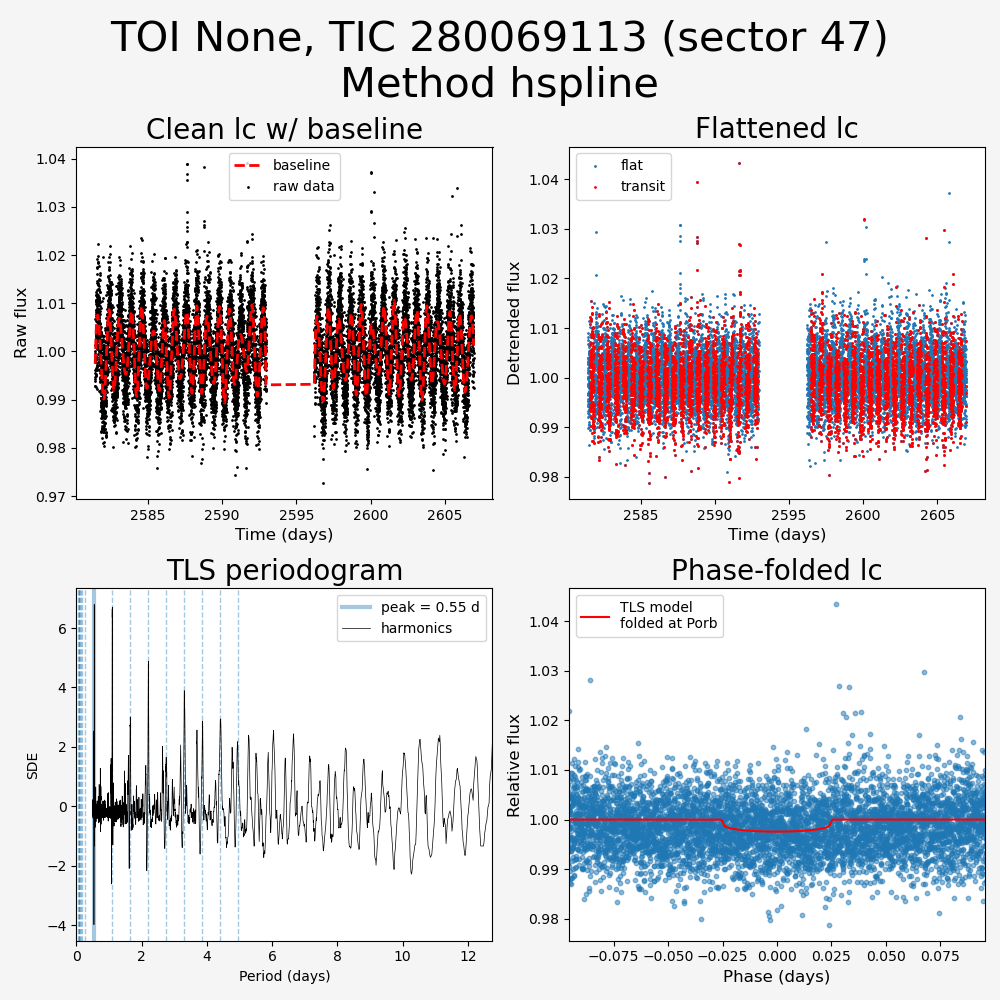 TOI None, TIC 280069113 (sector 47)
Method hspline
Clean lc w/ baseline
Flattened lc
baseline
raw data
flat
transit
1.04
1.03
1.02
1.01
1.00
0.99
0.98
0.97
Raw flux
2585
2590
2595
2600
2605
Time (days)
1.04
1.03
1.02
1.01
1.00
0.99
0.98
Detrended flux
2585
2590
2595
2600
2605
Time (days)
TLS periodogram
Phase-folded lc
peak = 0.55 d
harmonics
6
4
2
0
−2
−4
SDE
0
2
4
6
8
10
12
Period (days)
TLS model
folded at Porb
1.04
1.03
1.02
1.01
1.00
0.99
0.98
Relative flux
−0.075
−0.050
−0.025
0.000
0.025
0.050
0.075
Phase (days)